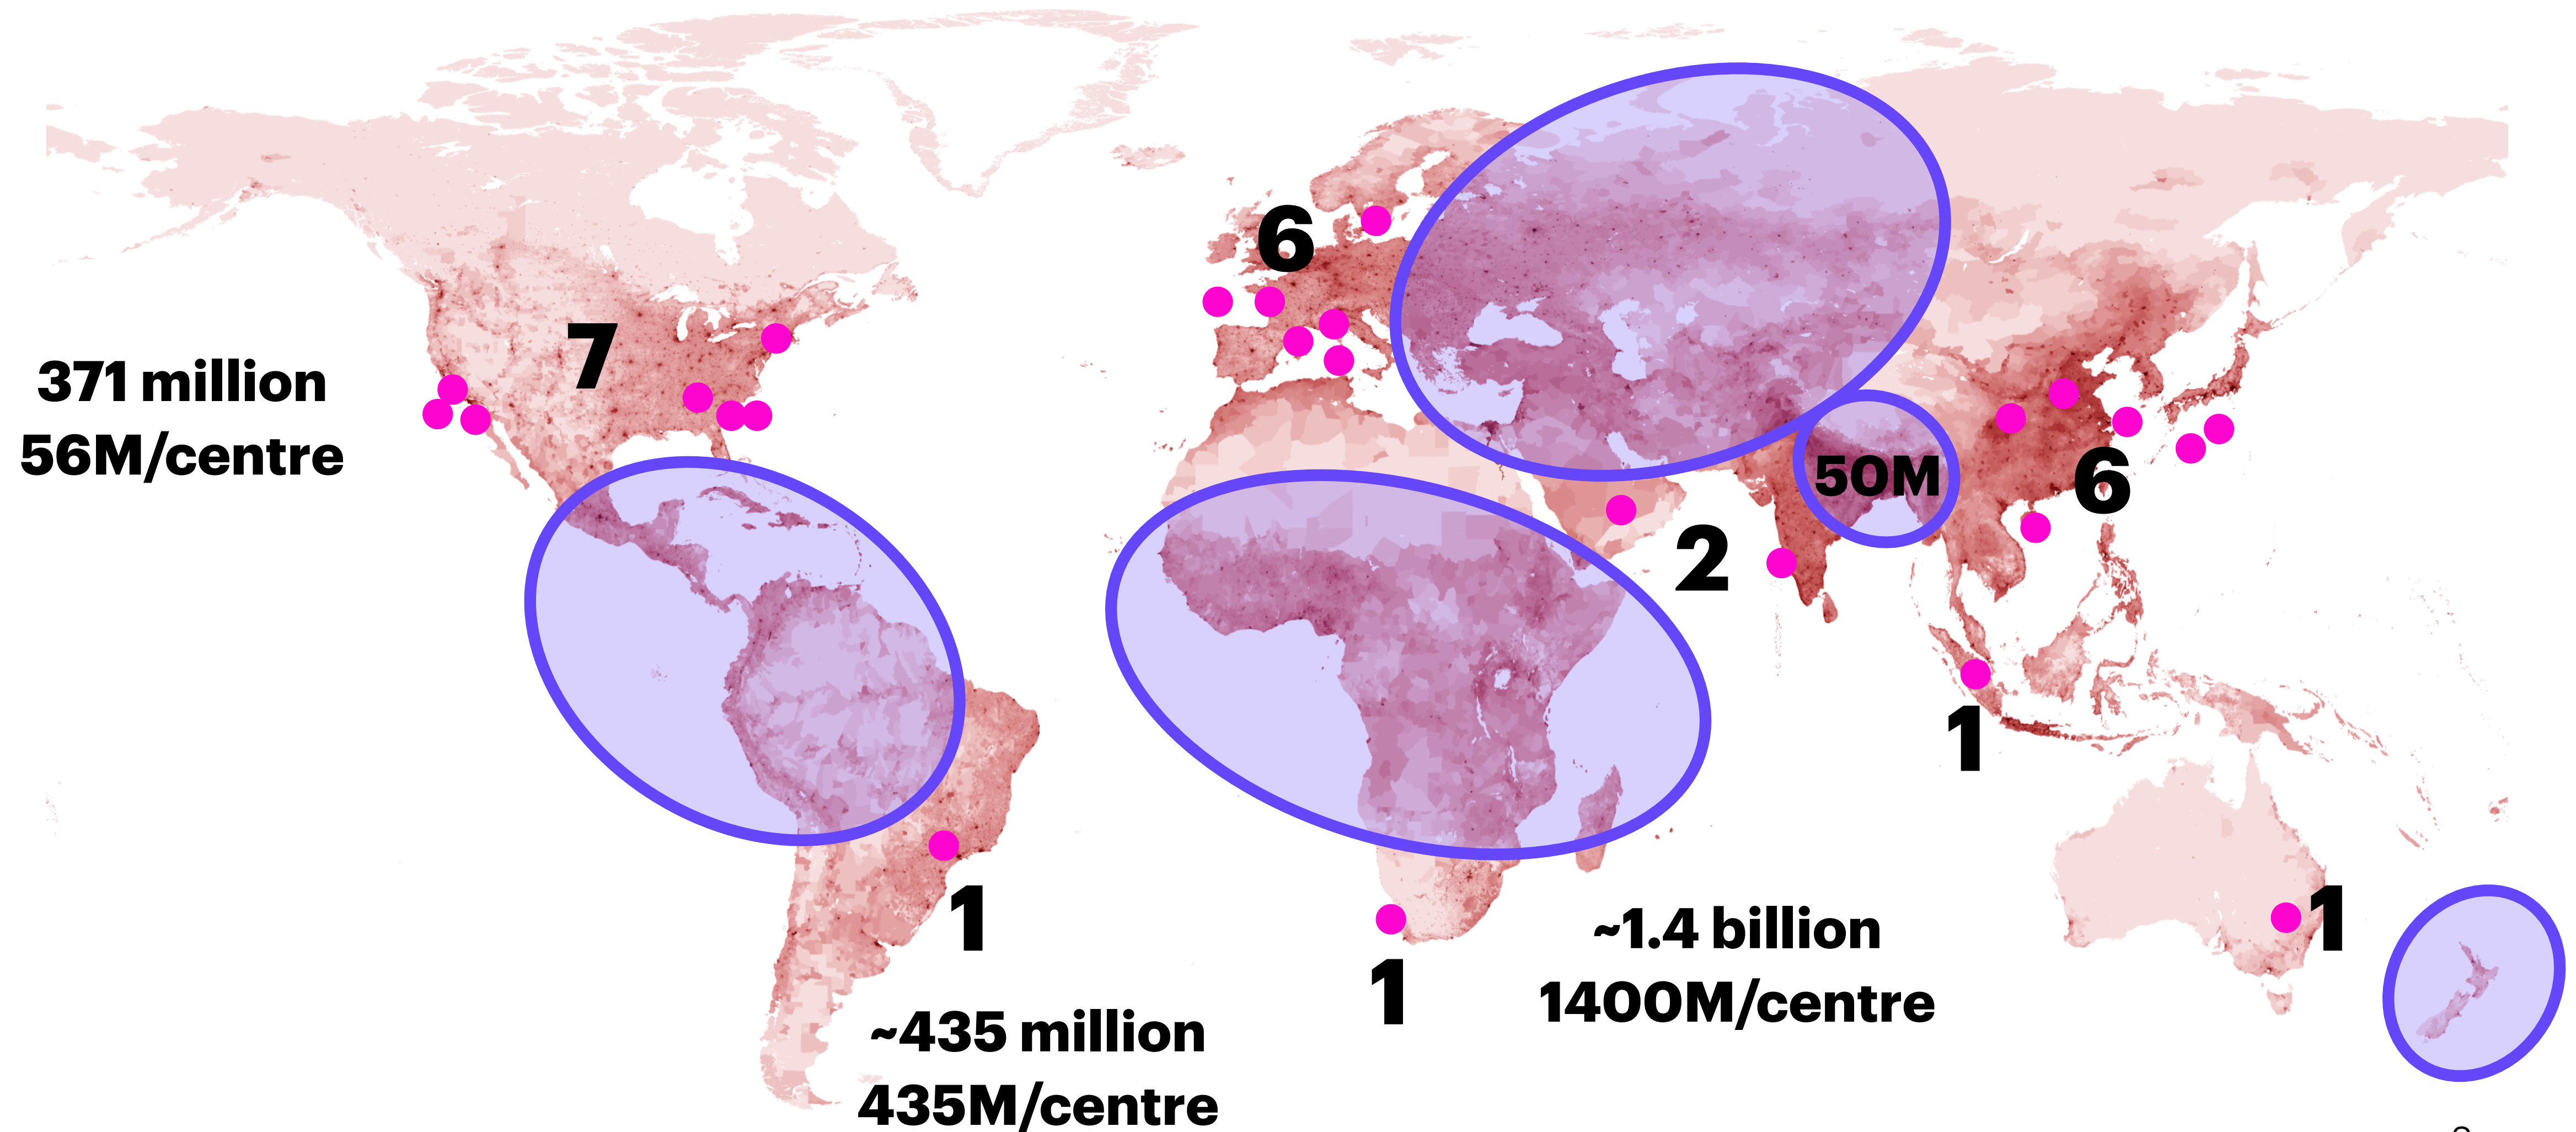 6
7
371 million
56M/centre
50M
6
2
1
1
1
~1.4 billion
1400M/centre
1
~435 million
435M/centre